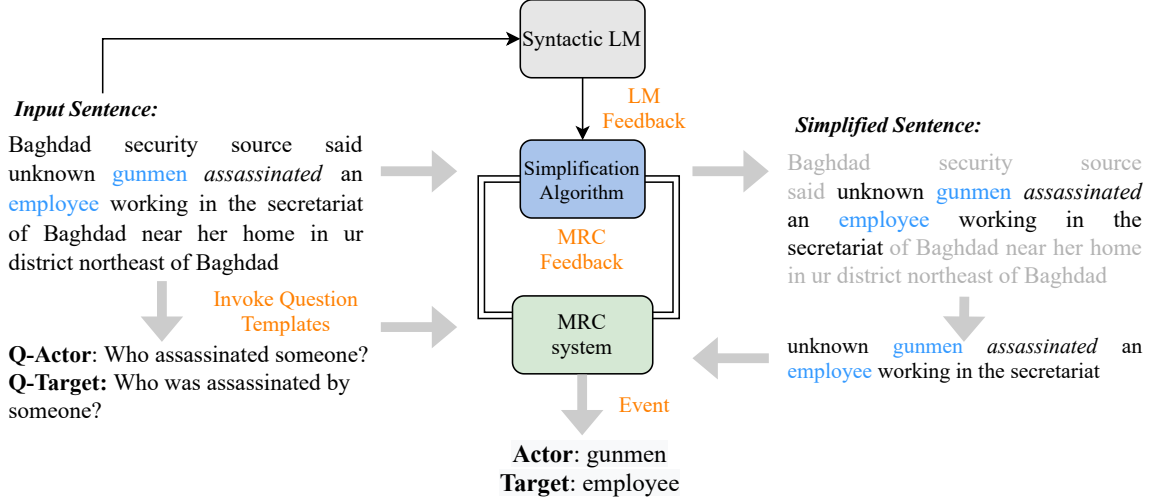 Syntactic LM
LM
Feedback
Input Sentence:
Baghdad security source said
unknown gunmen assassinated an
employee working in the secretariat
of Baghdad near her home in ur
district northeast of Baghdad
Simplification
Algorithm
Simplified Sentence:
Baghdad security source
said unknown gunmen assassinated
an employee working in the
secretariat of Baghdad near her home
in ur district northeast of Baghdad
MRC
Feedback
Invoke Question
Templates
MRC
system
Q-Actor: Who assassinated someone?
Q-Target: Who was assassinated by
someone?
unknown gunmen assassinated an
employee working in the secretariat
Event
Actor: gunmen
Target: employee